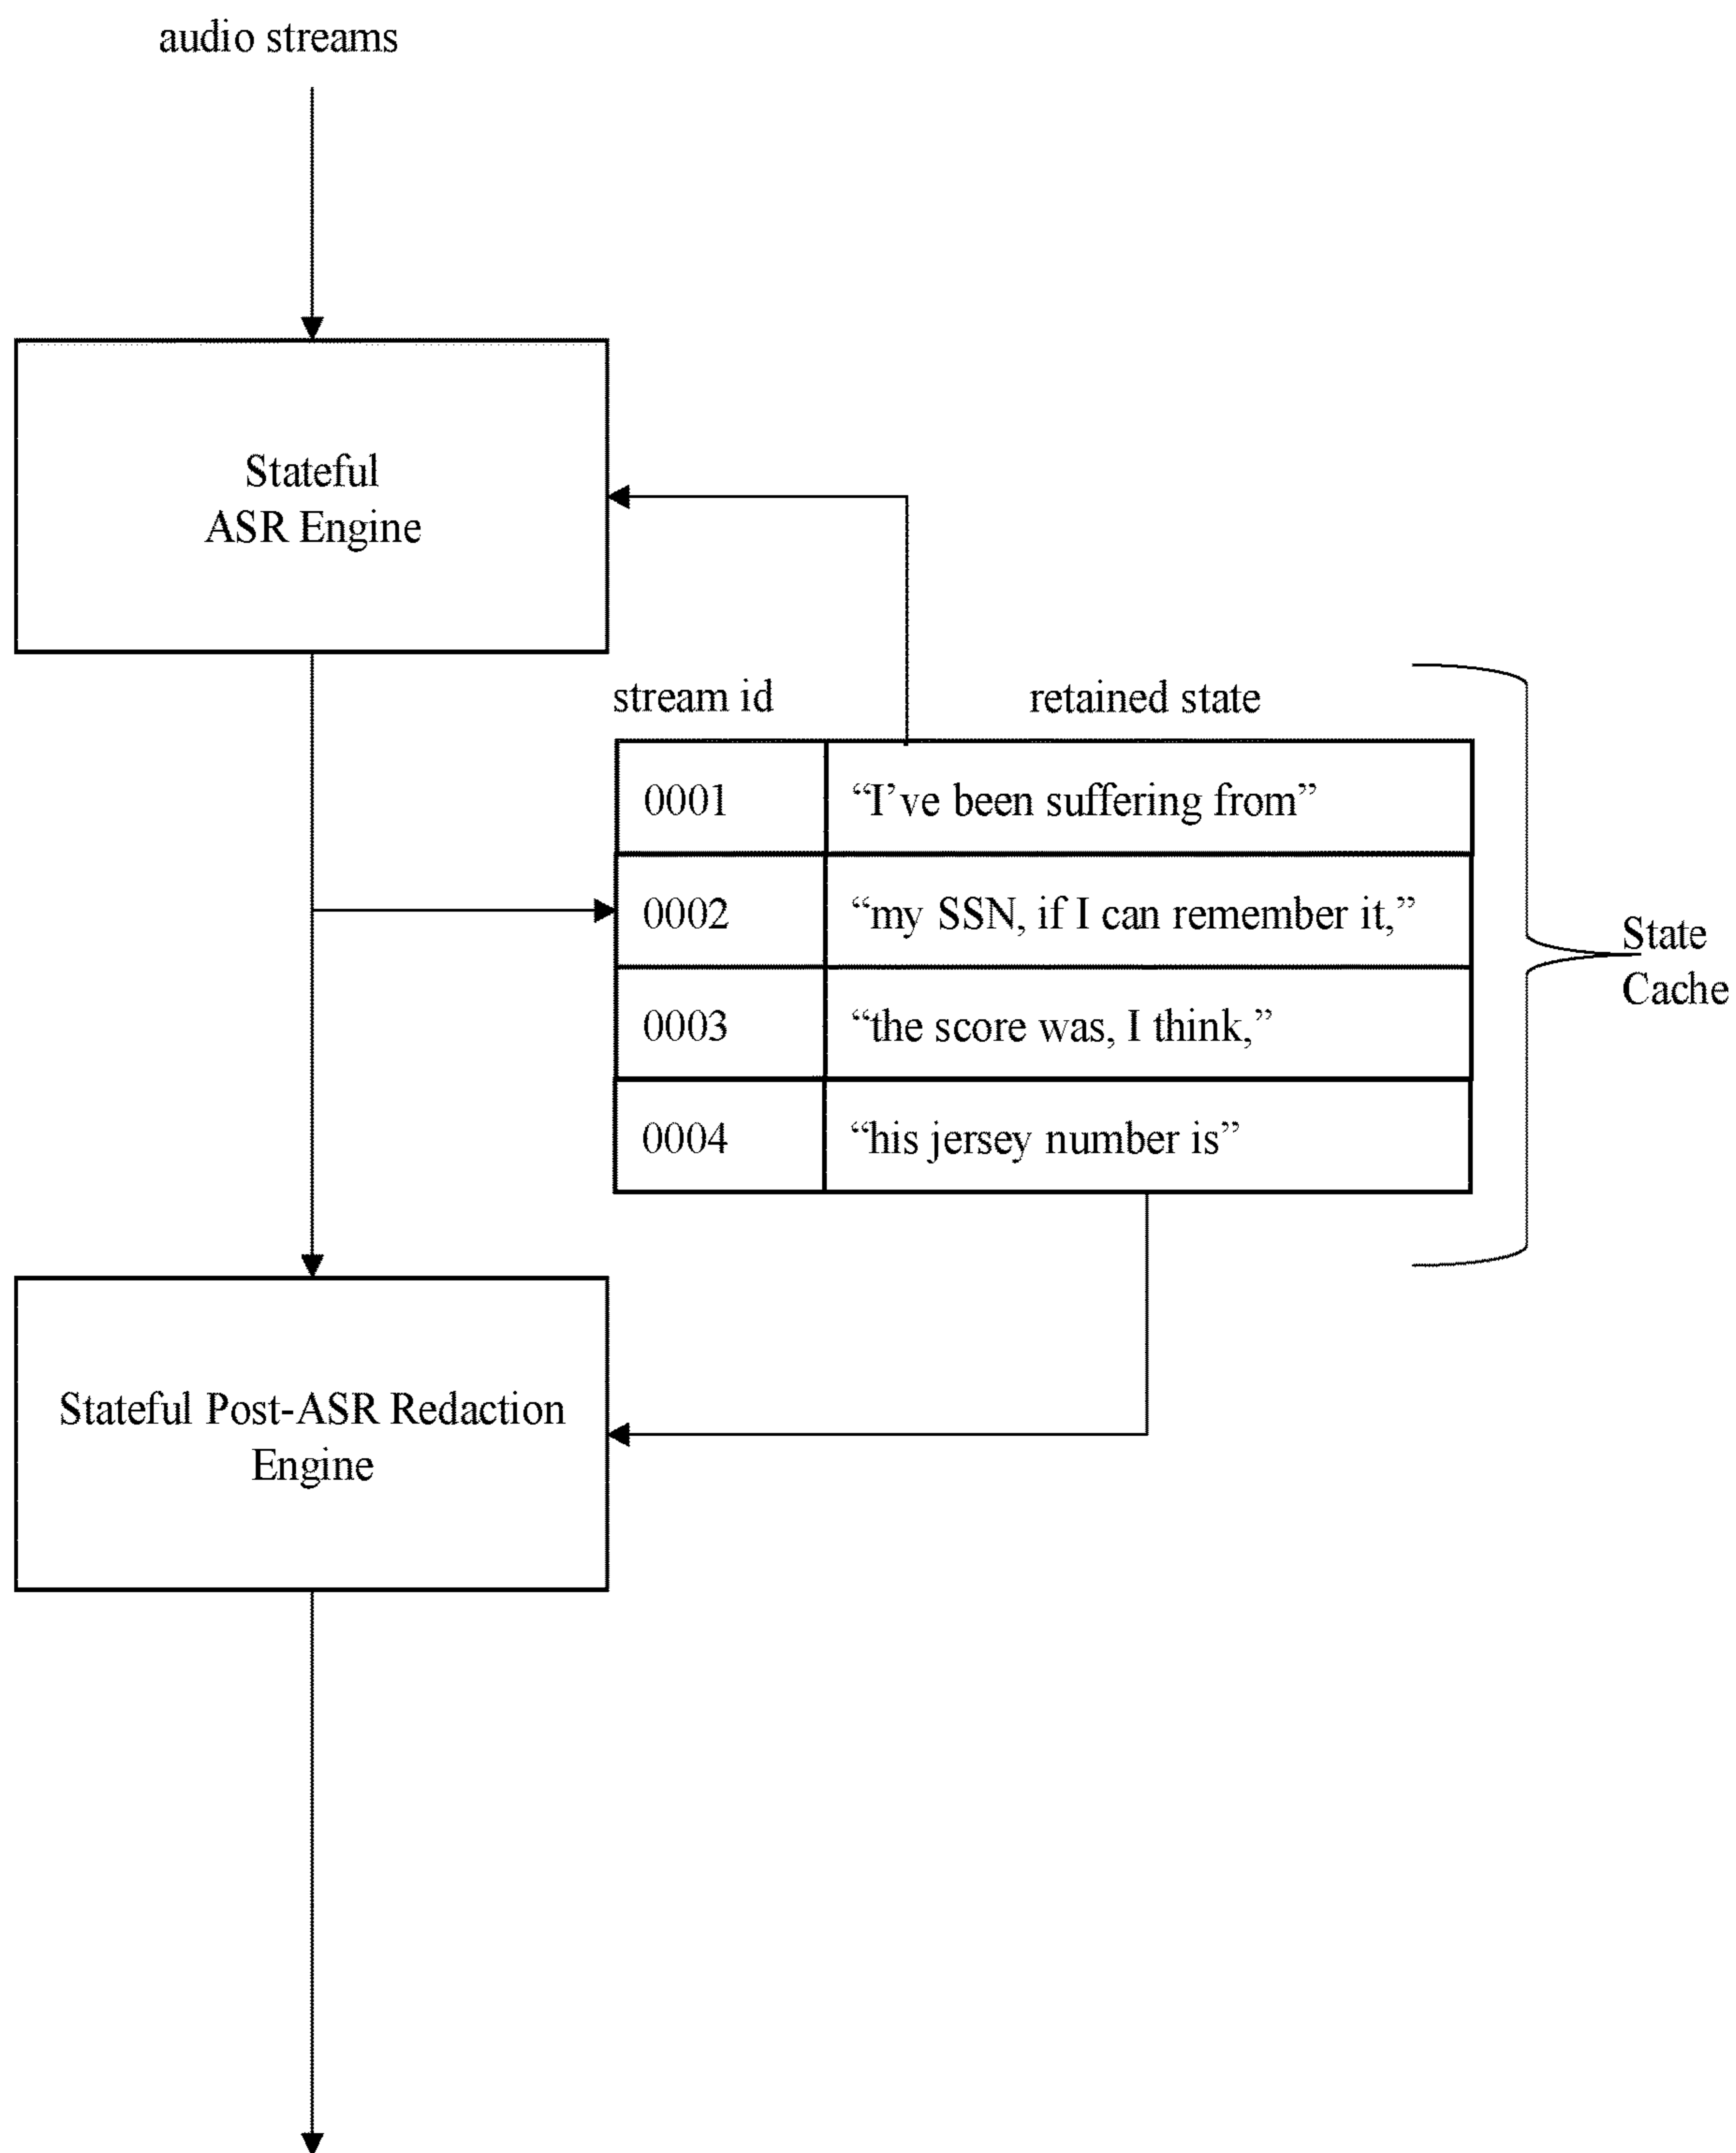 audio streams
Stateful
ASR Engine
stream id
retained state
0001
“I’ve been suffering from”
0002
“my SSN, if I can remember it,”
0003
“the score was, I think,”
0004
“his jersey number is”
State
Cache
Stateful Post-ASR Redaction
Engine